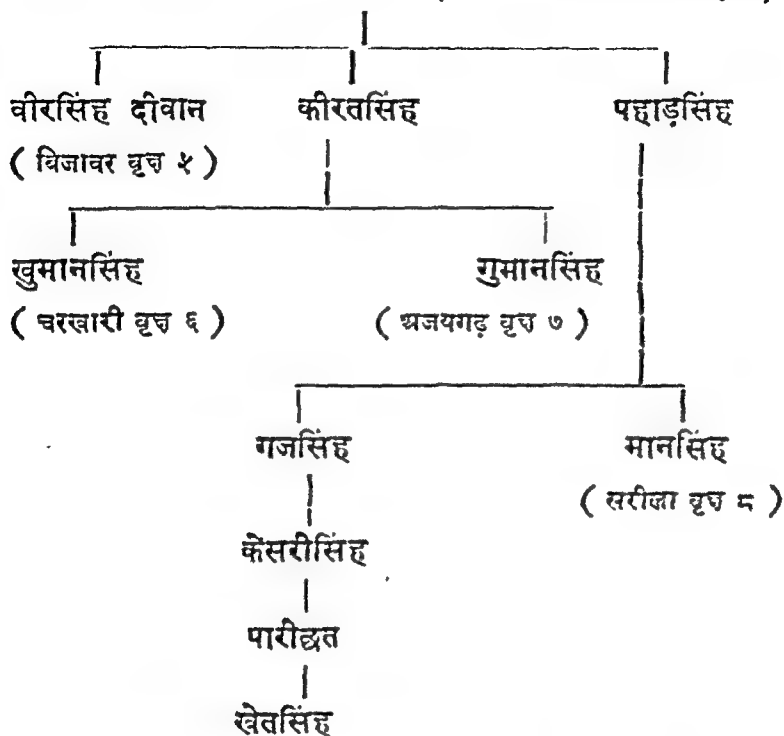 वीरसिंह दीवान कीरतसिंह पहाड़सिंह
( बिजावर वृक्ष ५ )
खुमानसिंह गुमानसिंह
( चरखारी वृक्ष ६ ) ( अजयगढ़ वृक्ष ७ )
गजसिंह मानसिंह
( सरीला वृक्ष ८ )
केसरीसिंह
पारीछत
खेतसिंह